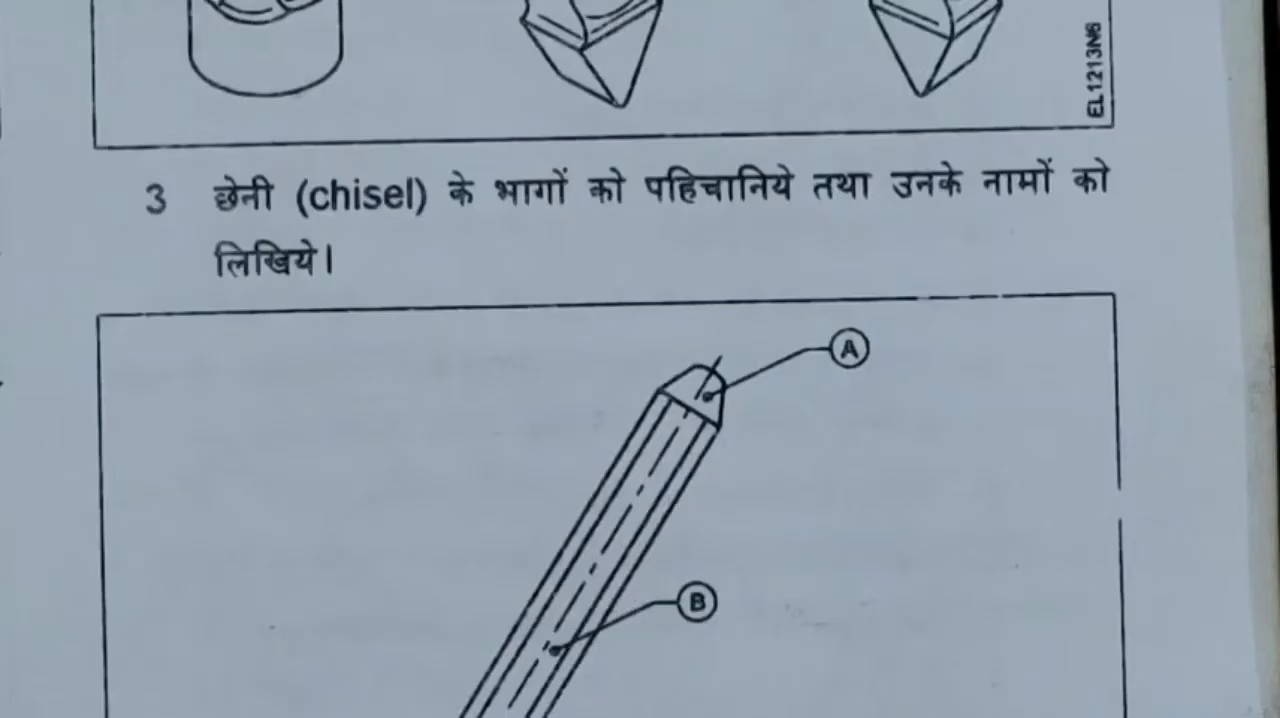 EL1213N6
3 छेनी (chisel) के भागों को पहिचानिये तथा उनके नामों को
लिखिये।
A
B